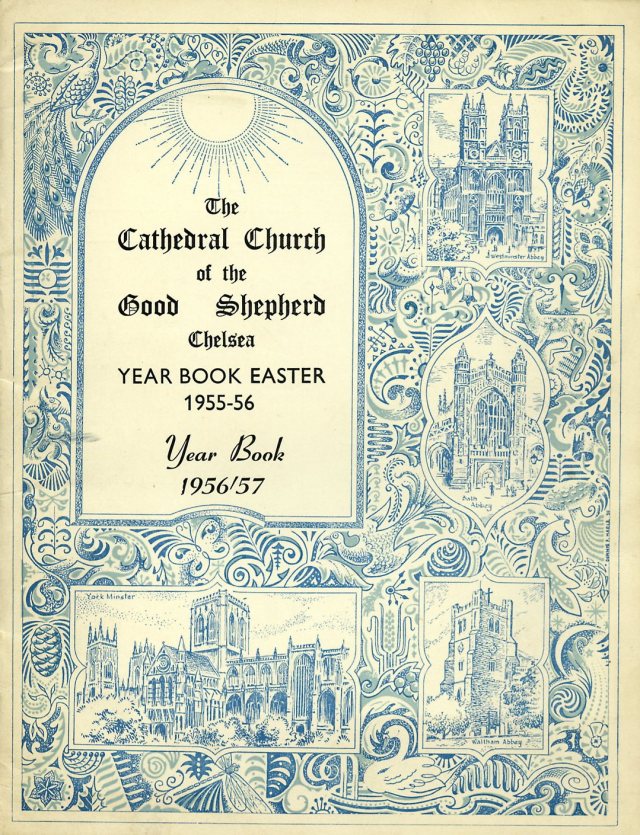 The
Cathedral Church
of the
Good Shepherd
Chelsea
YEAR BOOK EASTER
1955-56
Year Book
1956/57
Westminster Abbey
Bath
Abbey
York Minster
Waltham Abbey